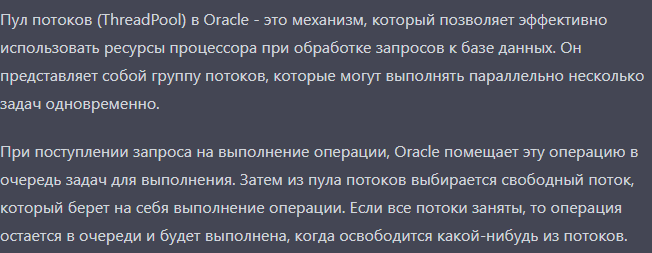 Пул потоков (ThreadPool) в Oracle - это механизм, который позволяет эффективно
использовать ресурсы процессора при обработке запросов к базе данных. Он
представляет собой группу потоков, которые могут выполнять параллельно несколько
задач одновременно.
При поступлении запроса на выполнение операции, Oracle помещает эту операцию в
очередь задач для выполнения. Затем из пула потоков выбирается свободный поток,
который берет на себя выполнение операции. Если все потоки заняты, то операция
остается в очереди и будет выполнена, когда освободится какой-нибудь из потоков.